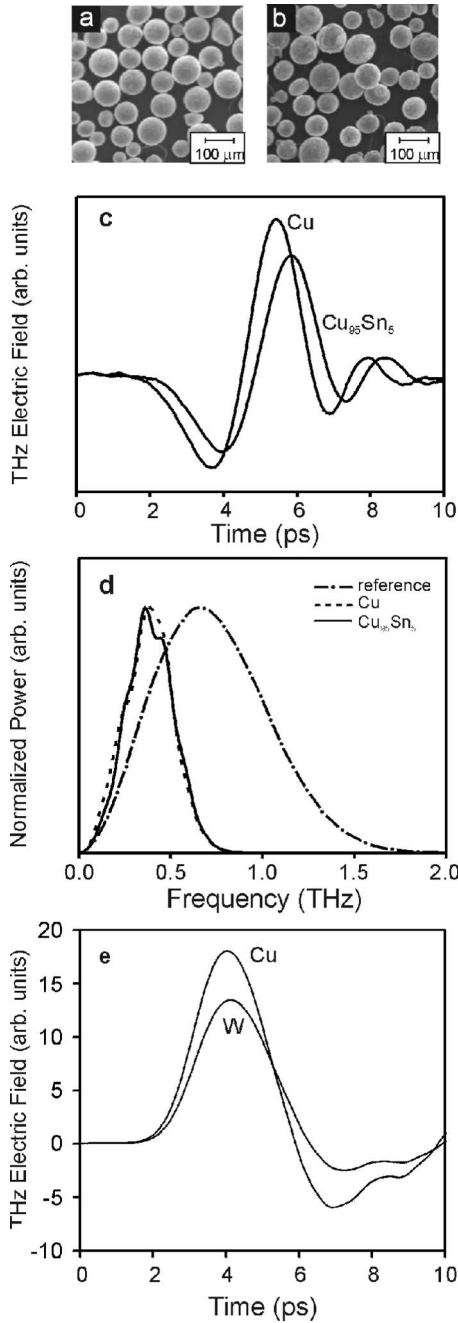 a
b
100 μm
100 μm
THz Electric Field (arb. units)
c
Cu
Cu₉₅Sn₅
0 2 4 6 8 10
Time (ps)
Normalized Power (arb. units)
d
reference
Cu
Cu₉₅Sn₅
0.0 0.5 1.0 1.5 2.0
Frequency (THz)
THz Electric Field (arb. units)
e
20
15
10
5
0
-5
-10
Cu
W
0 2 4 6 8 10
Time (ps)